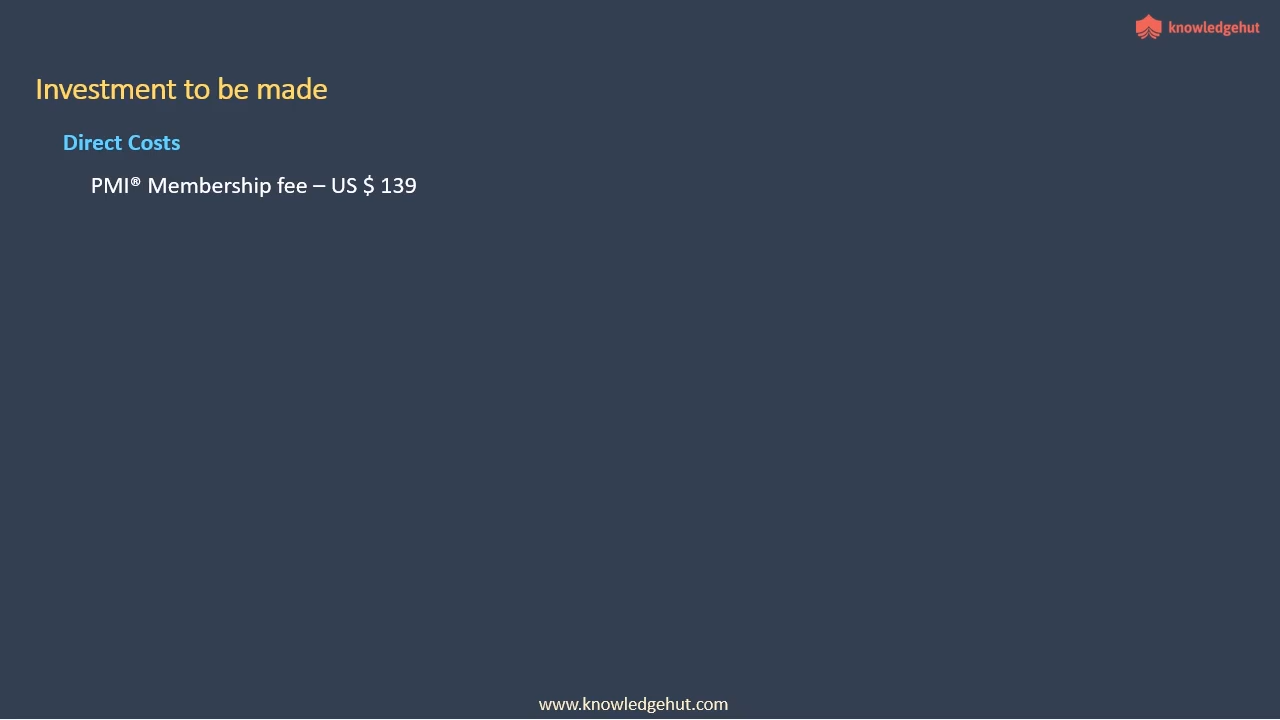 knowledgehut
Investment to be made
Direct Costs
PMI® Membership fee – US $ 139
www.knowledgehut.com